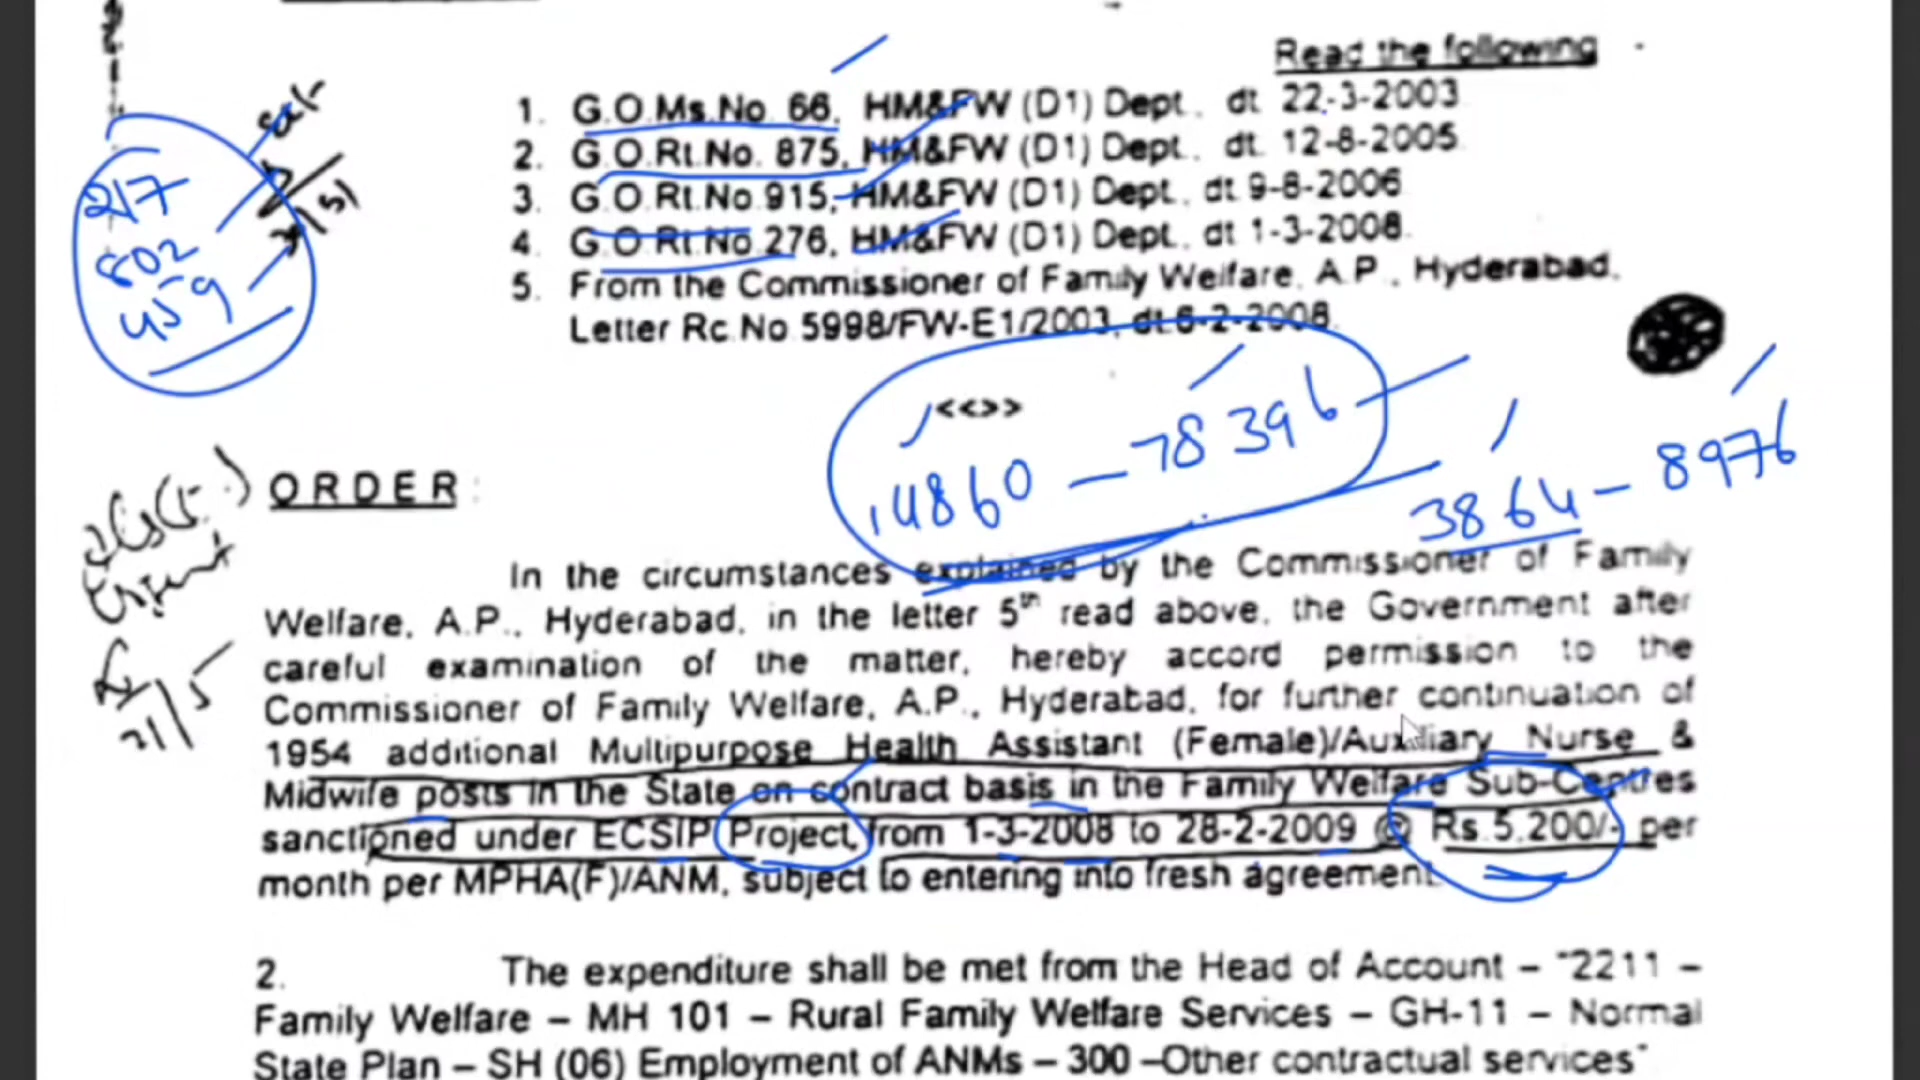 Read the following
1. G.O.Ms.No. 66, HM&FW (D1) Dept., dt. 22-3-2003
2. G.O.Rt.No. 875, HM&FW (D1) Dept., dt. 12-8-2005
3. G.O.Rt.No.915, HM&FW (D1) Dept., dt.9-8-2006
4. G.O.Rt.No.276, HM&FW (D1) Dept., dt 1-3-2008.
5. From the Commissioner of Family Welfare, A.P., Hyderabad,
Letter Rc.No.5998/FW-E1/2003, dt.6-2-2008.
217
802
459
<<>>
14860 – 78396
3864 – 8976
ORDER:
In the circumstances explained by the Commissioner of Family
Welfare, A.P., Hyderabad, in the letter 5th read above, the Government after
careful examination of the matter, hereby accord permission to the
Commissioner of Family Welfare, A.P., Hyderabad, for further continuation of
1954 additional Multipurpose Health Assistant (Female)/Auxiliary Nurse &
Midwife posts in the State on contract basis in the Family Welfare Sub-Centres
sanctioned under ECSIP Project, from 1-3-2008 to 28-2-2009 @ Rs.5,200/- per
month per MPHA(F)/ANM, subject to entering into fresh agreement.
2. The expenditure shall be met from the Head of Account – "2211 –
Family Welfare – MH 101 – Rural Family Welfare Services – GH-11 – Normal
State Plan – SH (06) Employment of ANMs – 300 –Other contractual services"